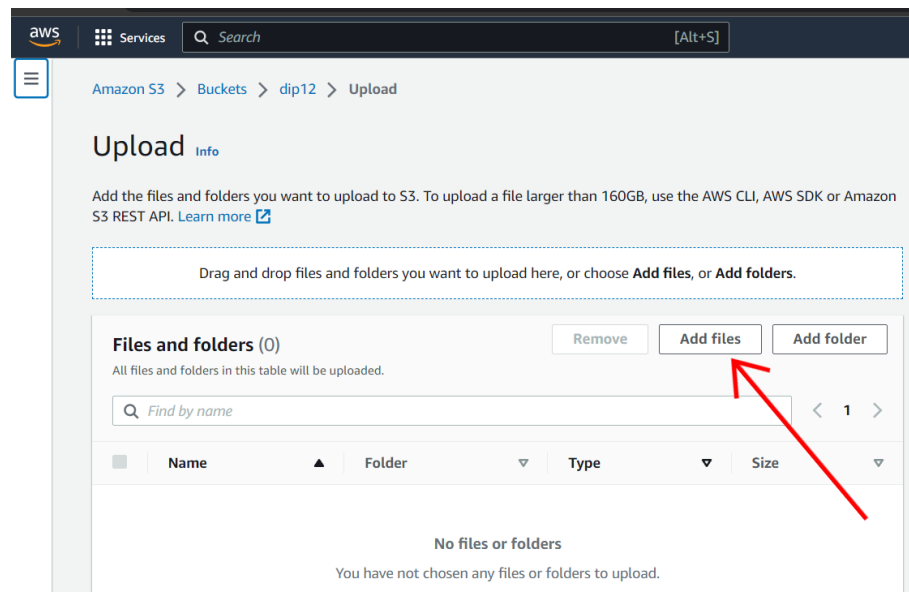 aws
Services
Search
[Alt+S]
Amazon S3 > Buckets > dip12 > Upload
Upload Info
Add the files and folders you want to upload to S3. To upload a file larger than 160GB, use the AWS CLI, AWS SDK or Amazon
S3 REST API. Learn more
Drag and drop files and folders you want to upload here, or choose Add files, or Add folders.
Files and folders (0)
Remove
Add files
Add folder
All files and folders in this table will be uploaded.
Find by name
< 1 >
Name
Folder
Type
Size
No files or folders
You have not chosen any files or folders to upload.